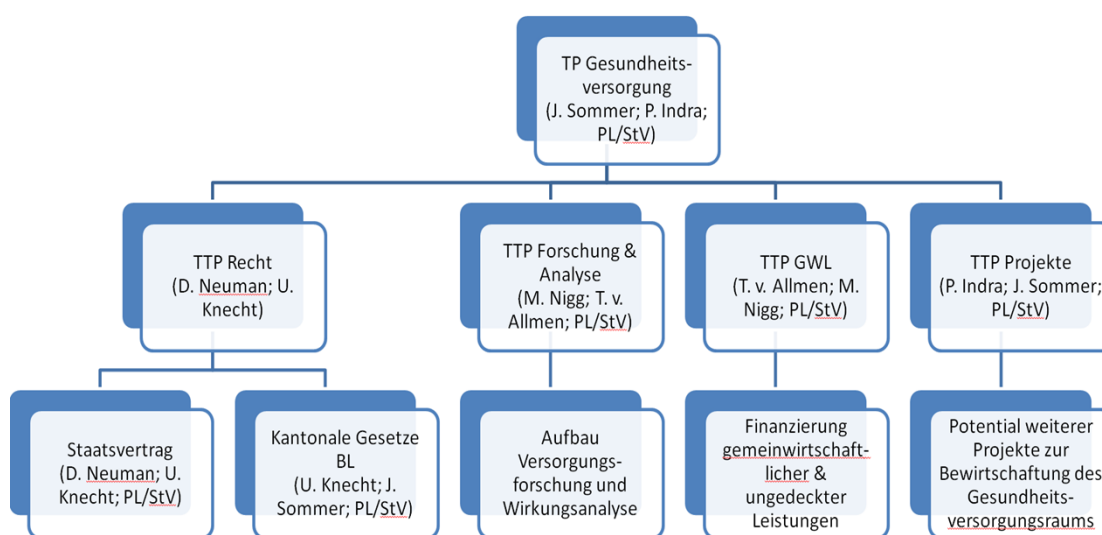 TP Gesundheits-
versorgung
(J. Sommer; P. Indra;
PL/StV)
TTP Recht
(D. Neuman; U.
Knecht)
TTP Forschung &
Analyse
(M. Nigg; T. v.
Allmen; PL/StV)
TTP GWL
(T. v. Allmen; M.
Nigg; PL/StV)
TTP Projekte
(P. Indra; J. Sommer;
PL/StV)
Staatsvertrag
(D. Neuman; U.
Knecht; PL/StV)
Kantonale Gesetze
BL
(U. Knecht; J.
Sommer; PL/StV)
Aufbau
Versorgungs-
forschung und
Wirkungsanalyse
Finanzierung
gemeinwirtschaft-
licher &
ungedeckter
Leistungen
Potential weiterer
Projekte zur
Bewirtschaftung des
Gesundheits-
versorgungsraums